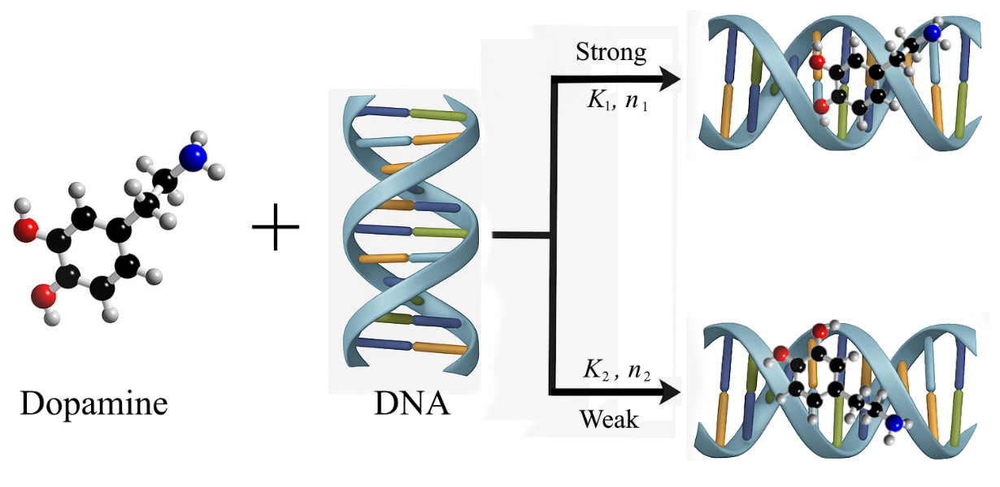 Strong
K₁, n₁
K₂, n₂
Weak
Dopamine
DNA